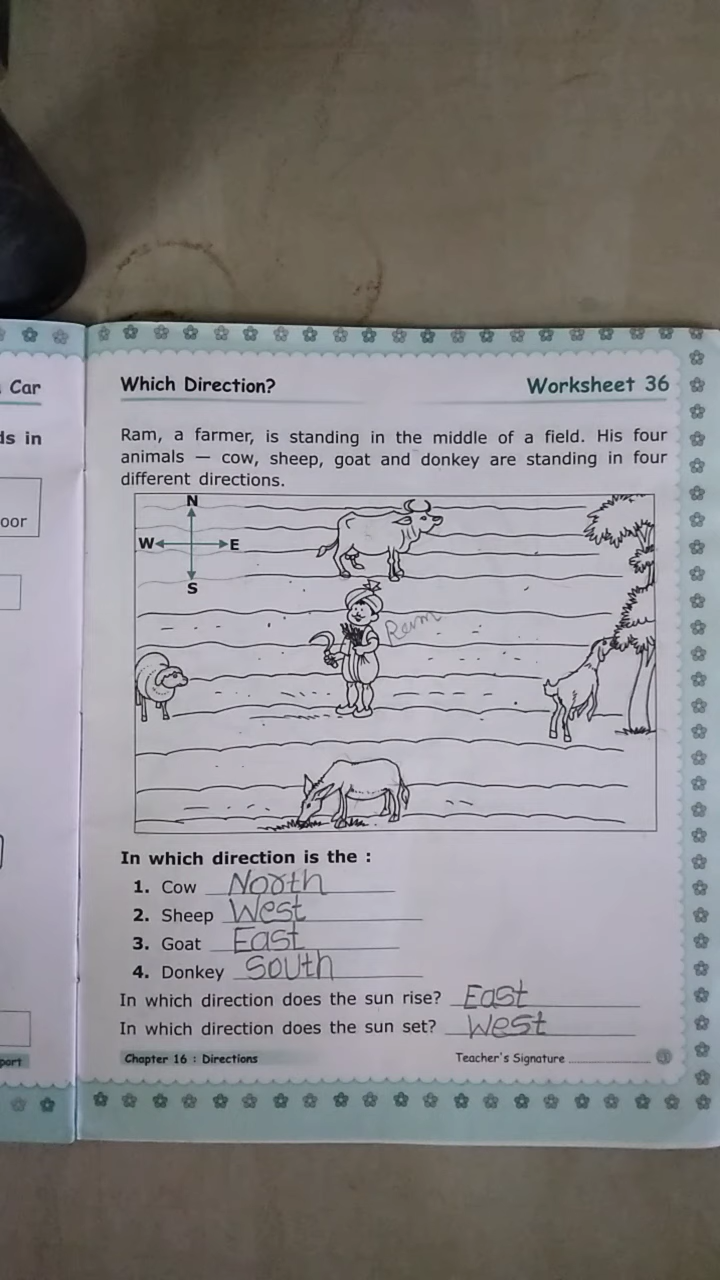 Car
ds in
oor
port
Which Direction?
Worksheet 36
Ram, a farmer, is standing in the middle of a field. His four
animals — cow, sheep, goat and donkey are standing in four
different directions.
N
W E
S
Ram
In which direction is the :
1. Cow North
2. Sheep West
3. Goat East
4. Donkey South
In which direction does the sun rise? East
In which direction does the sun set? West
Chapter 16 : Directions
Teacher's Signature